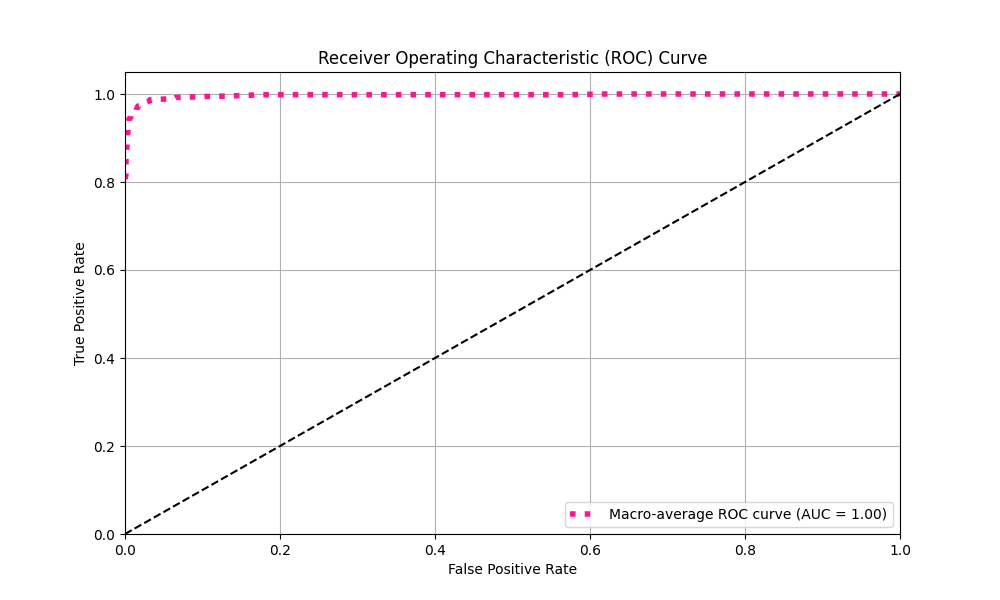 Receiver Operating Characteristic (ROC) Curve
True Positive Rate
1.0
0.8
0.6
0.4
0.2
0.0
Macro-average ROC curve (AUC = 1.00)
0.0 0.2 0.4 0.6 0.8 1.0
False Positive Rate